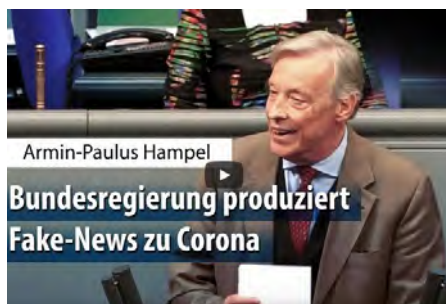 Armin-Paulus Hampel
Bundesregierung produziert
Fake-News zu Corona